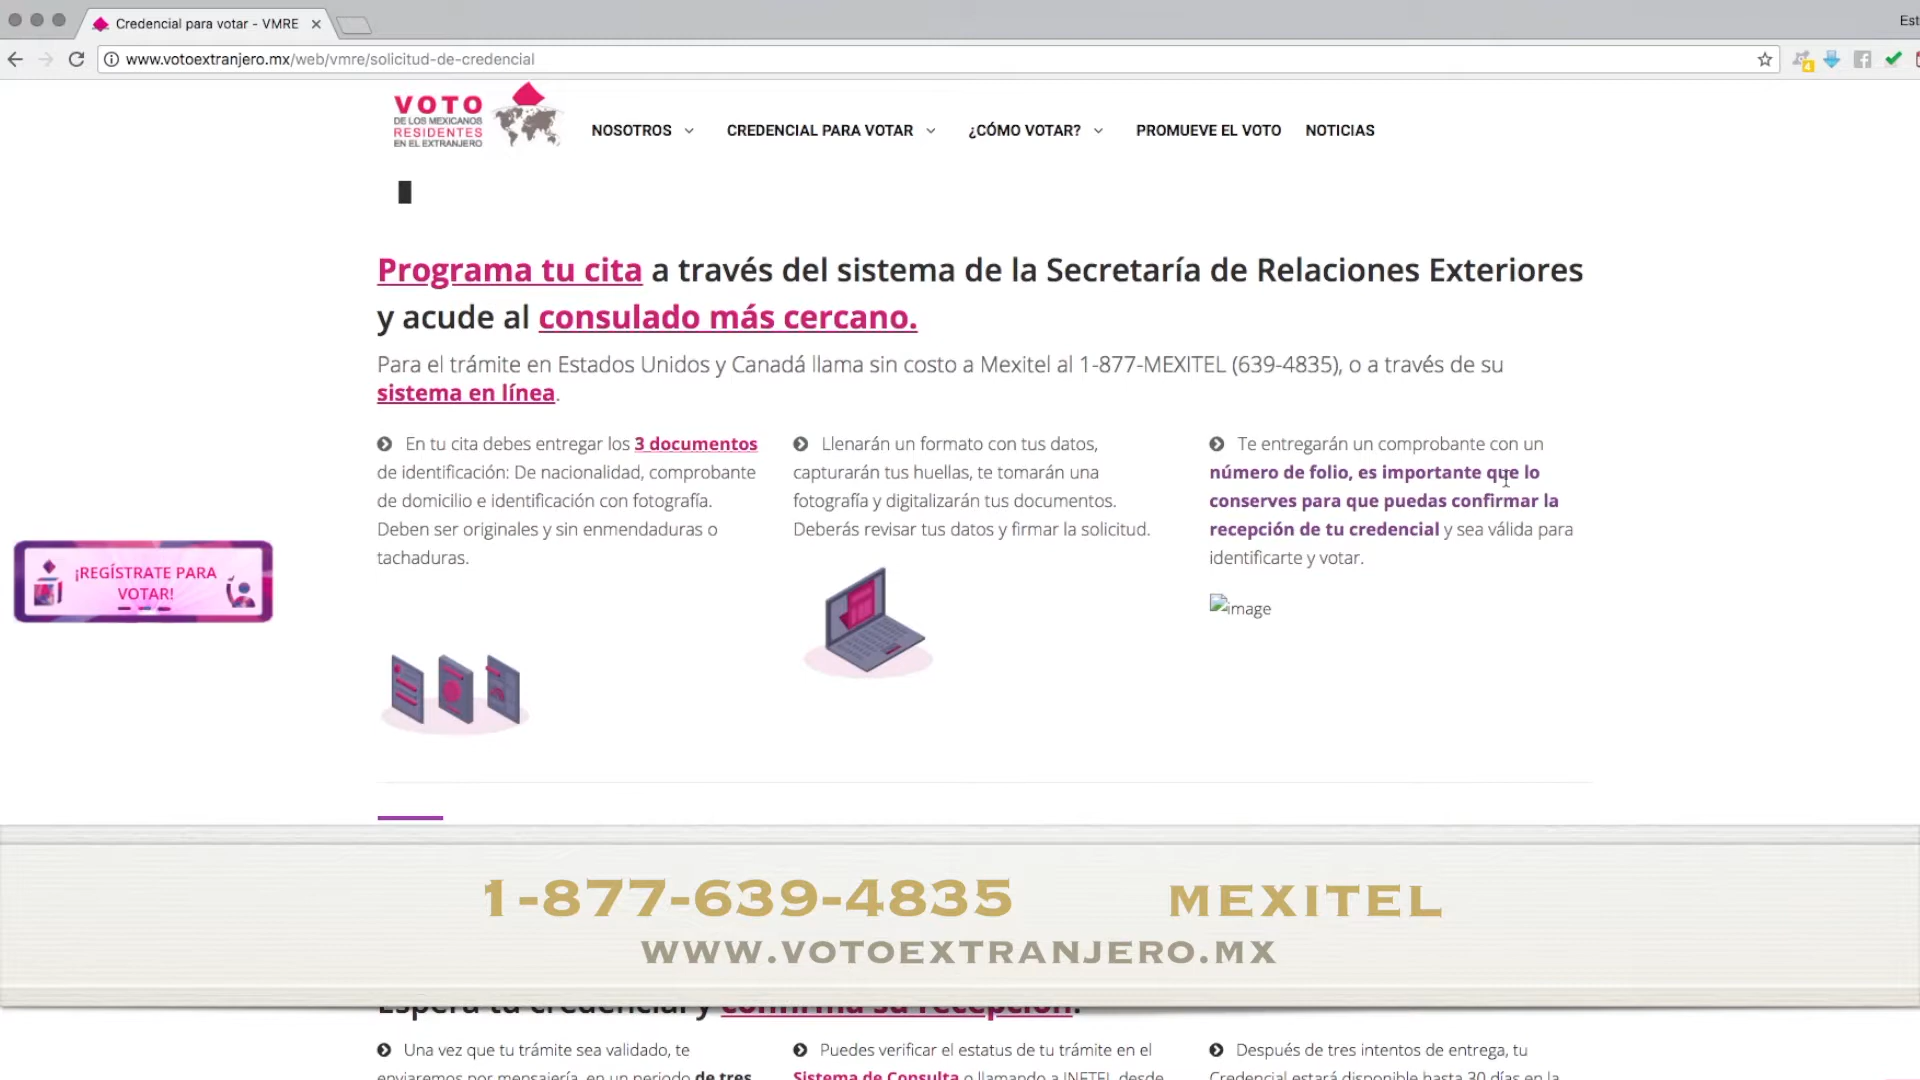 Credencial para votar - VMRE
Est
www.votoextranjero.mx/web/vmre/solicitud-de-credencial
4
VOTO
DE LOS MEXICANOS
RESIDENTES
EN EL EXTRANJERO
NOSOTROS
CREDENCIAL PARA VOTAR
¿CÓMO VOTAR?
PROMUEVE EL VOTO
NOTICIAS
Programa tu cita a través del sistema de la Secretaría de Relaciones Exteriores
y acude al consulado más cercano.
Para el trámite en Estados Unidos y Canadá llama sin costo a Mexitel al 1-877-MEXITEL (639-4835), o a través de su
sistema en línea.
En tu cita debes entregar los 3 documentos
de identificación: De nacionalidad, comprobante
de domicilio e identificación con fotografía.
Deben ser originales y sin enmendaduras o
tachaduras.
Llenarán un formato con tus datos,
capturarán tus huellas, te tomarán una
fotografía y digitalizarán tus documentos.
Deberás revisar tus datos y firmar la solicitud.
Te entregarán un comprobante con un
número de folio, es importante que lo
conserves para que puedas confirmar la
recepción de tu credencial y sea válida para
identificarte y votar.
image
¡REGÍSTRATE PARA
VOTAR!
1-877-639-4835 MEXITEL
WWW.VOTOEXTRANJERO.MX
Espera tu credencial y confirma su recepción.
Una vez que tu trámite sea validado, te
enviaremos por mensajería, en un periodo de tres
Puedes verificar el estatus de tu trámite en el
Sistema de Consulta o llamando a INETEL desde
Después de tres intentos de entrega, tu
Credencial estará disponible hasta 30 días en la